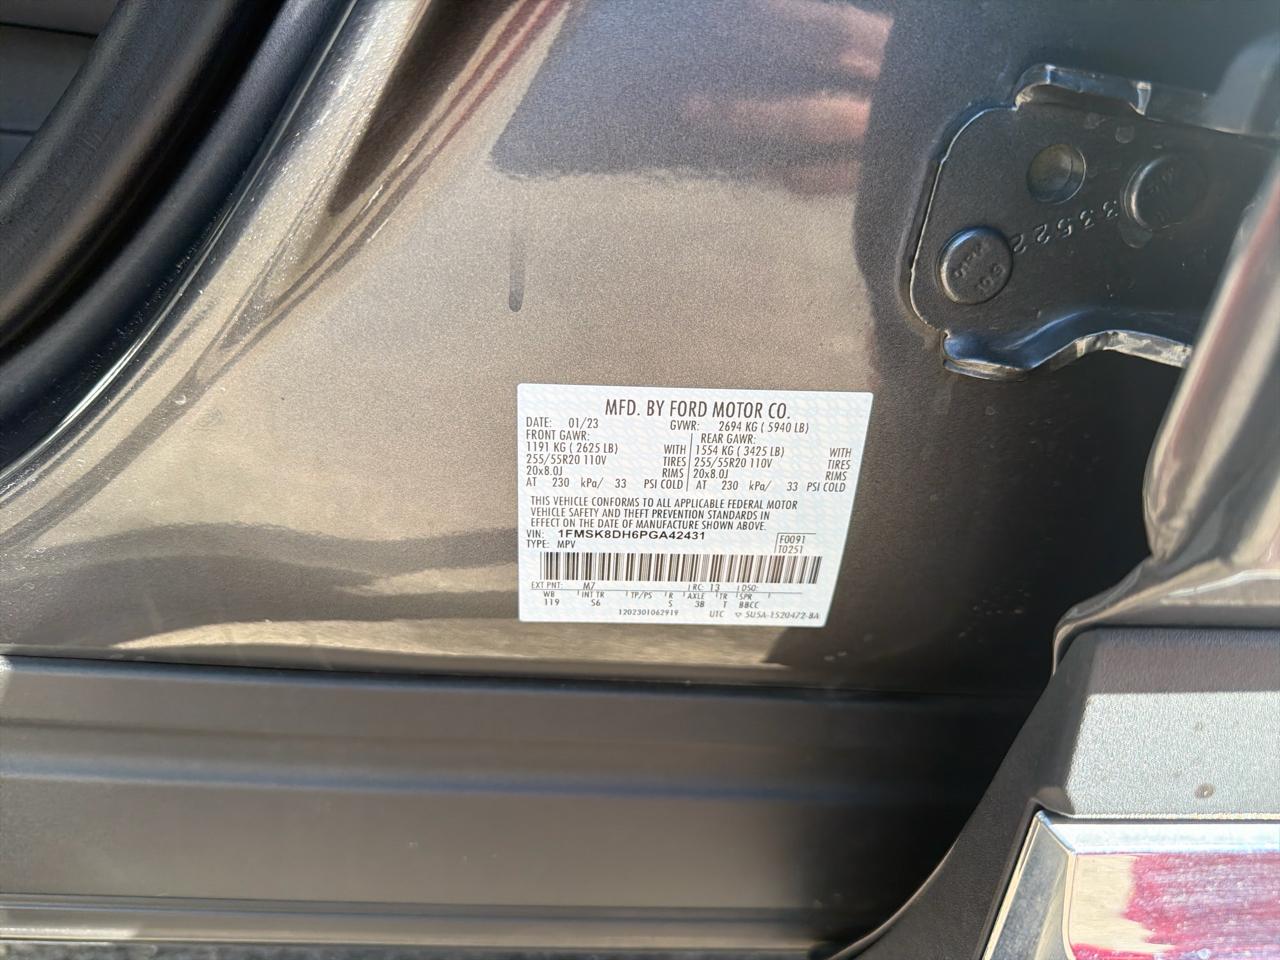 MFD. BY FORD MOTOR CO.
DATE: 01/23 GVWR: 2694 KG ( 5940 LB)
FRONT GAWR: REAR GAWR:
1191 KG ( 2625 LB) WITH 1554 KG ( 3425 LB) WITH
255/55R20 110V TIRES 255/55R20 110V TIRES
20x8.0J RIMS 20x8.0J RIMS
AT 230 kPa/ 33 PSI COLD AT 230 kPa/ 33 PSI COLD
THIS VEHICLE CONFORMS TO ALL APPLICABLE FEDERAL MOTOR
VEHICLE SAFETY AND THEFT PREVENTION STANDARDS IN
EFFECT ON THE DATE OF MANUFACTURE SHOWN ABOVE.
VIN: 1FMSK8DH6PGA42431 F0091
TYPE: MPV T0251
EXT PNT: M7 RC: 13 DSO:
WB INT TR TP/PS R AXLE TR SPR
119 S6 S 3B T BBCC
1202301062919 UTC SU5A-1520472-BA
33522